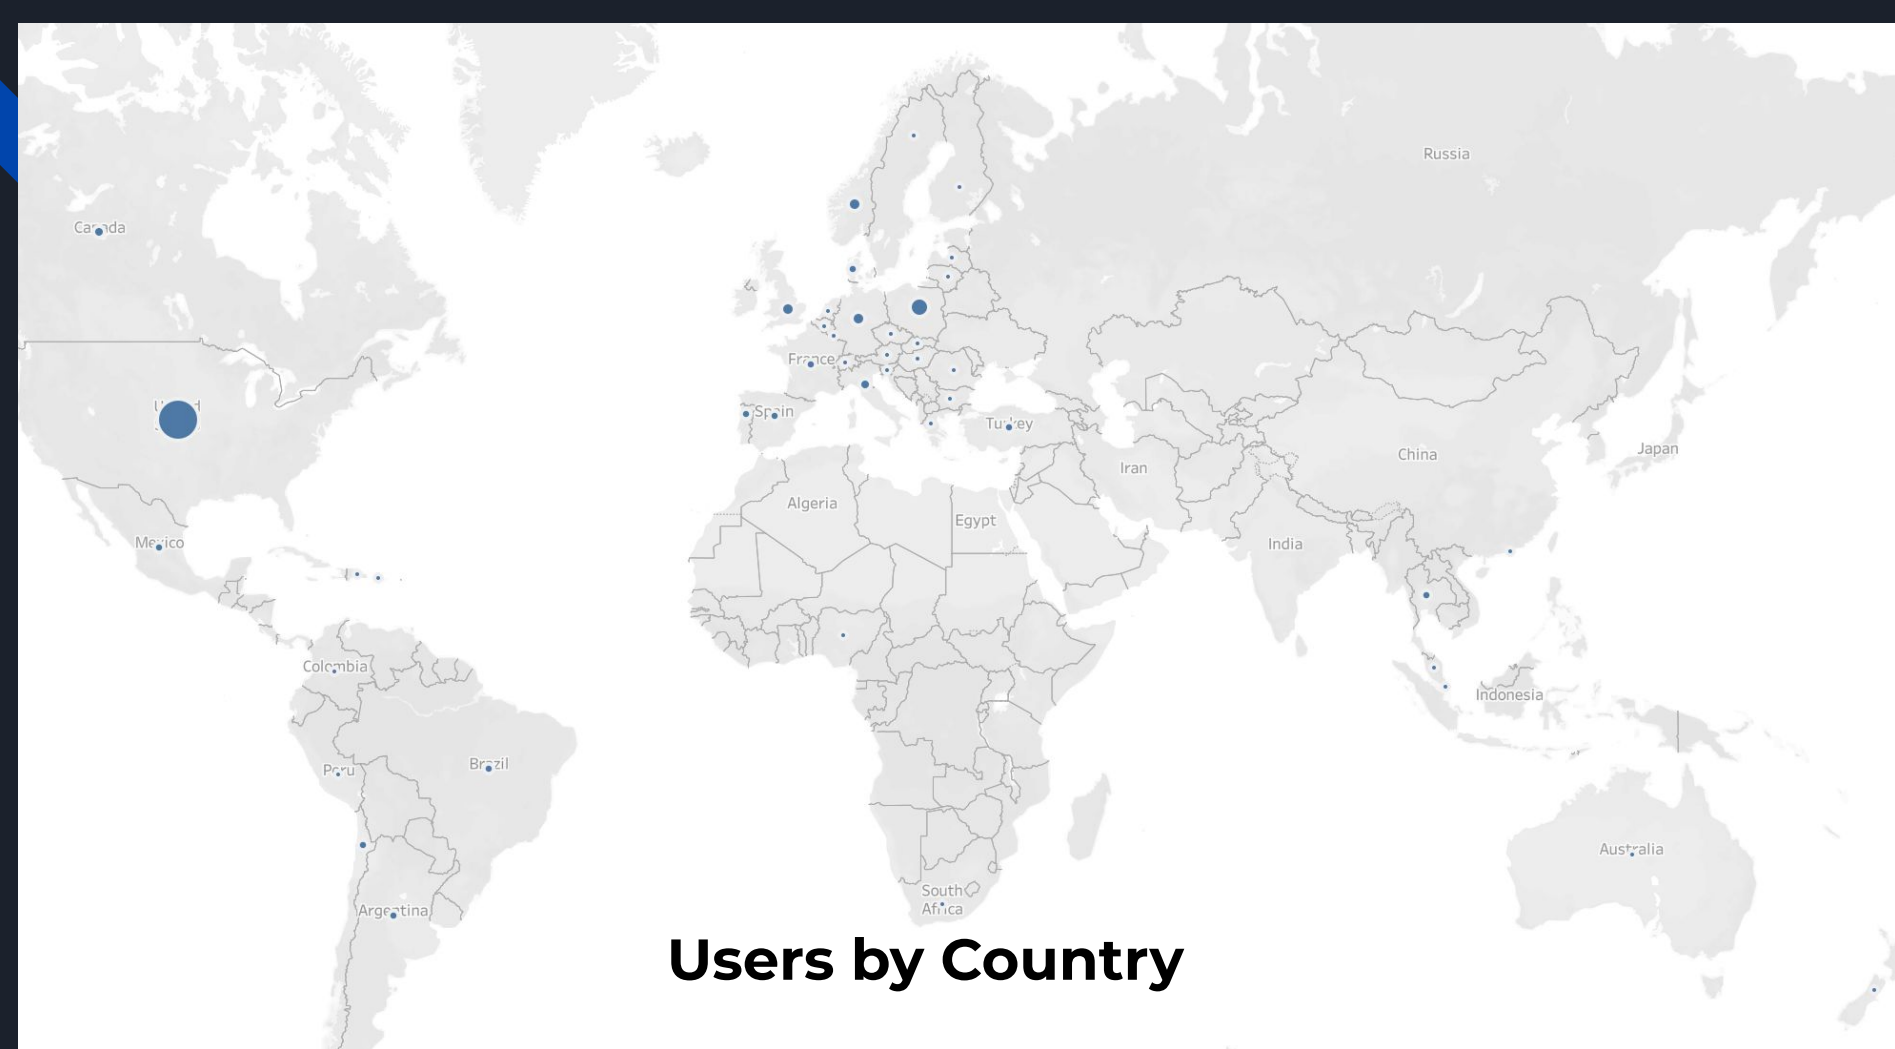 Russia
Canada
France
Spain
Turkey
Japan
China
Iran
Algeria
Egypt
India
Mexico
Colombia
Indonesia
Peru
Brazil
Australia
South
Africa
Argentina
Users by Country